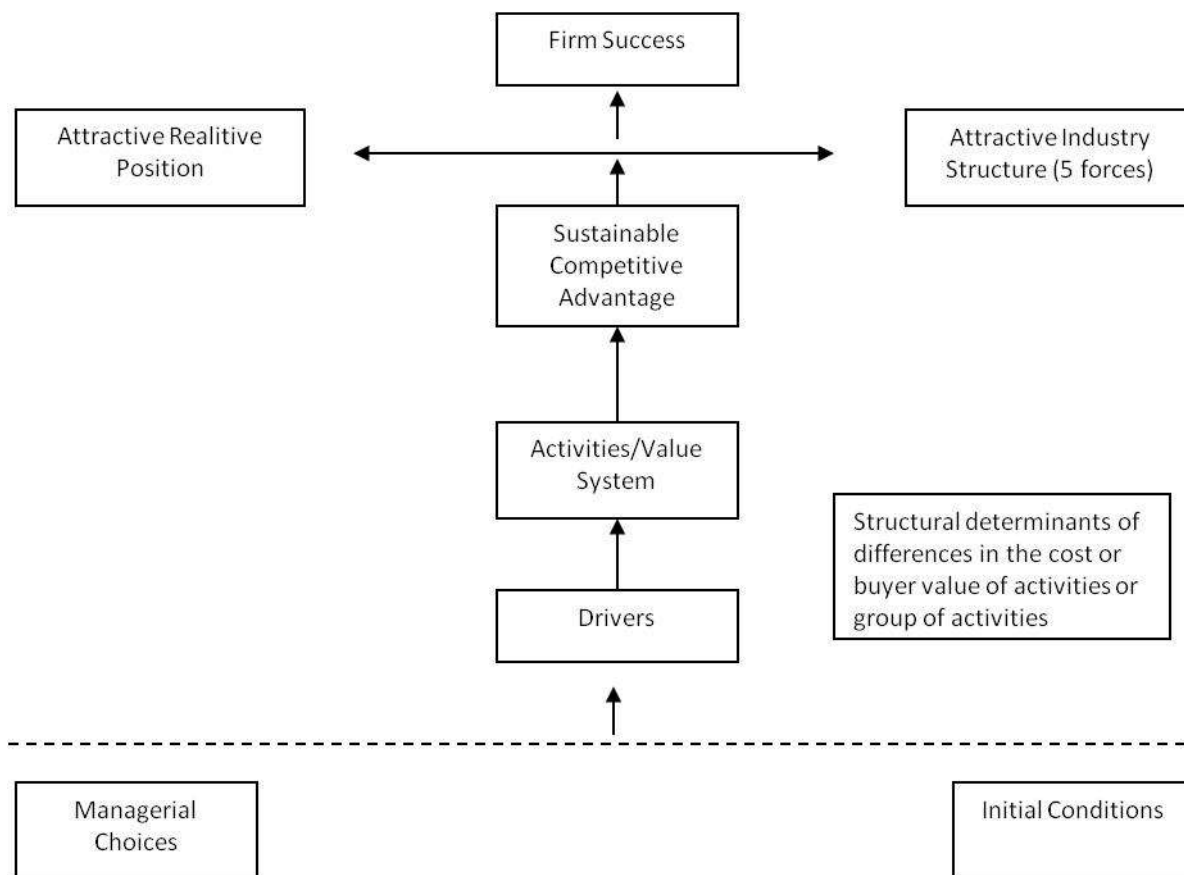 Firm Success
Attractive Realitive
Position
Attractive Industry
Structure (5 forces)
Sustainable
Competitive
Advantage
Activities/Value
System
Structural determinants of
differences in the cost or
buyer value of activities or
group of activities
Drivers
Managerial
Choices
Initial Conditions